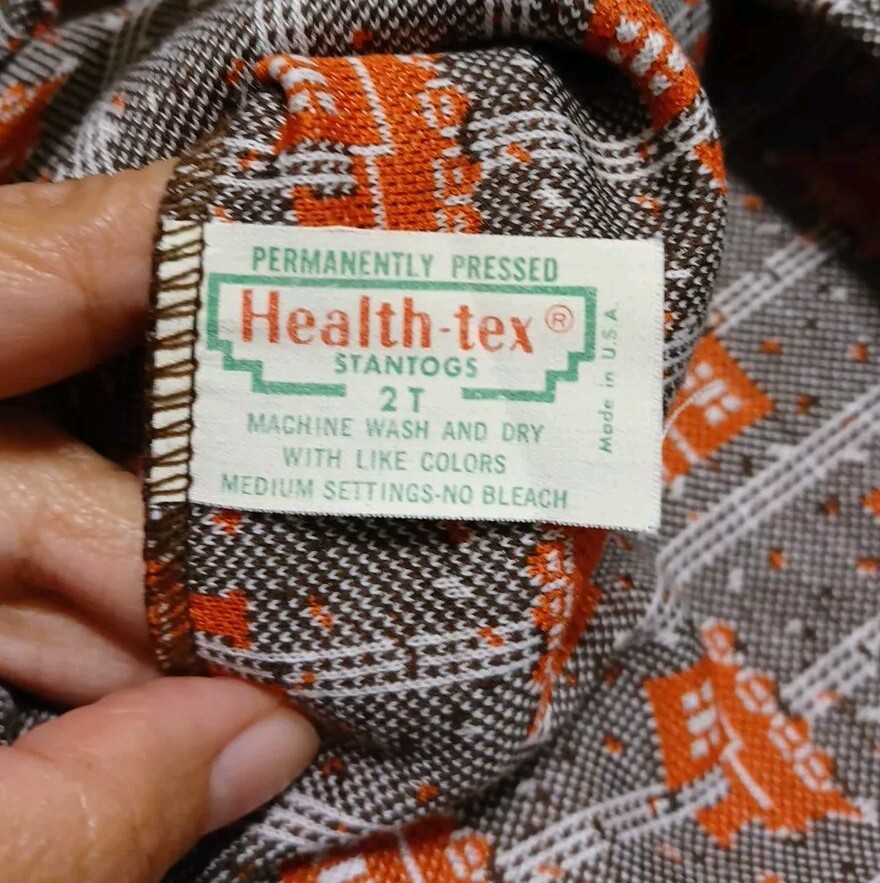 PERMANENTLY PRESSED
Health-tex®
STANTOGS
2T
MACHINE WASH AND DRY
WITH LIKE COLORS
MEDIUM SETTINGS-NO BLEACH
Made in U.S.A.